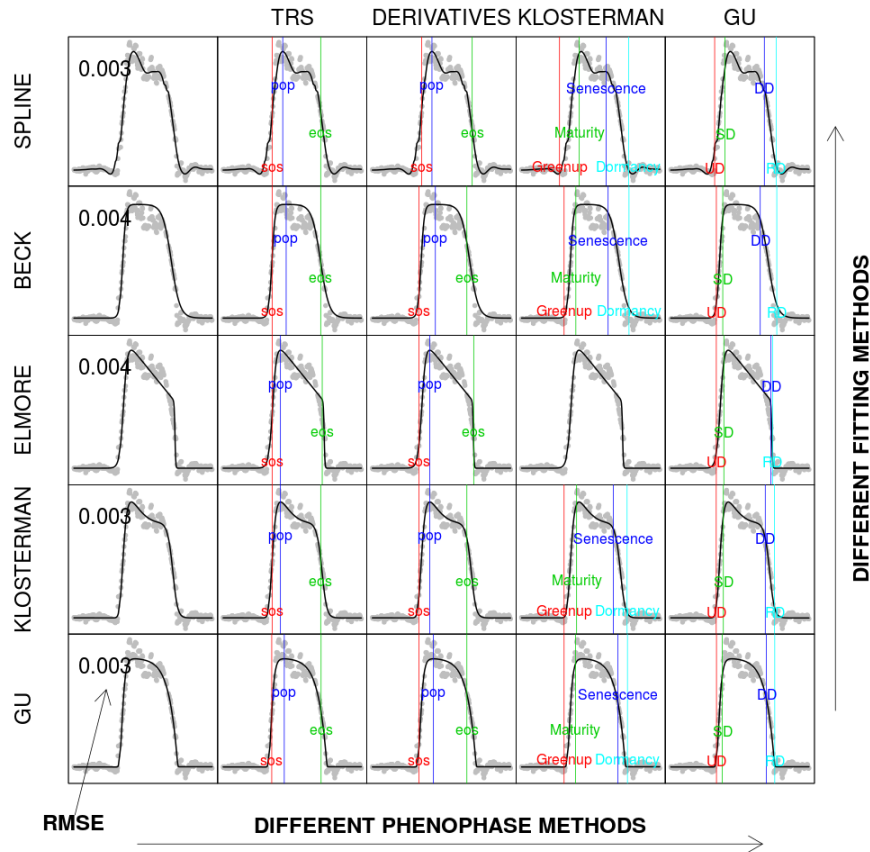 TRS DERIVATIVES KLOSTERMAN GU
SPLINE
0.003
pop
eos
sos
pop
eos
sos
Senescence
Maturity
Greenup Dormancy
DD
SD
UD RD
BECK
0.004
pop
eos
sos
pop
eos
sos
Senescence
Maturity
Greenup Dormancy
DD
SD
UD RD
ELMORE
0.004
pop
eos
sos
pop
eos
sos
DD
SD
UD RD
KLOSTERMAN
0.003
pop
eos
sos
pop
eos
sos
Senescence
Maturity
Greenup Dormancy
DD
SD
UD RD
GU
0.003
pop
eos
sos
pop
eos
sos
Senescence
Maturity
Greenup Dormancy
DD
SD
UD RD
DIFFERENT FITTING METHODS
RMSE
DIFFERENT PHENOPHASE METHODS